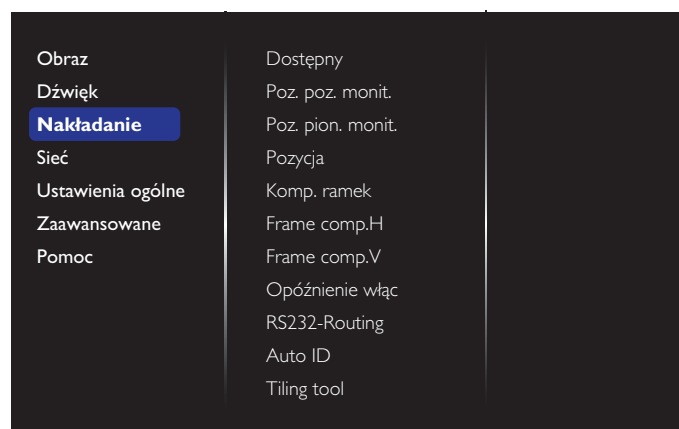 Obraz
Dźwięk
Nakładanie
Sieć
Ustawienia ogólne
Zaawansowane
Pomoc
Dostępny
Poz. poz. monit.
Poz. pion. monit.
Pozycja
Komp. ramek
Frame comp.H
Frame comp.V
Opóźnienie włąc
RS232-Routing
Auto ID
Tiling tool